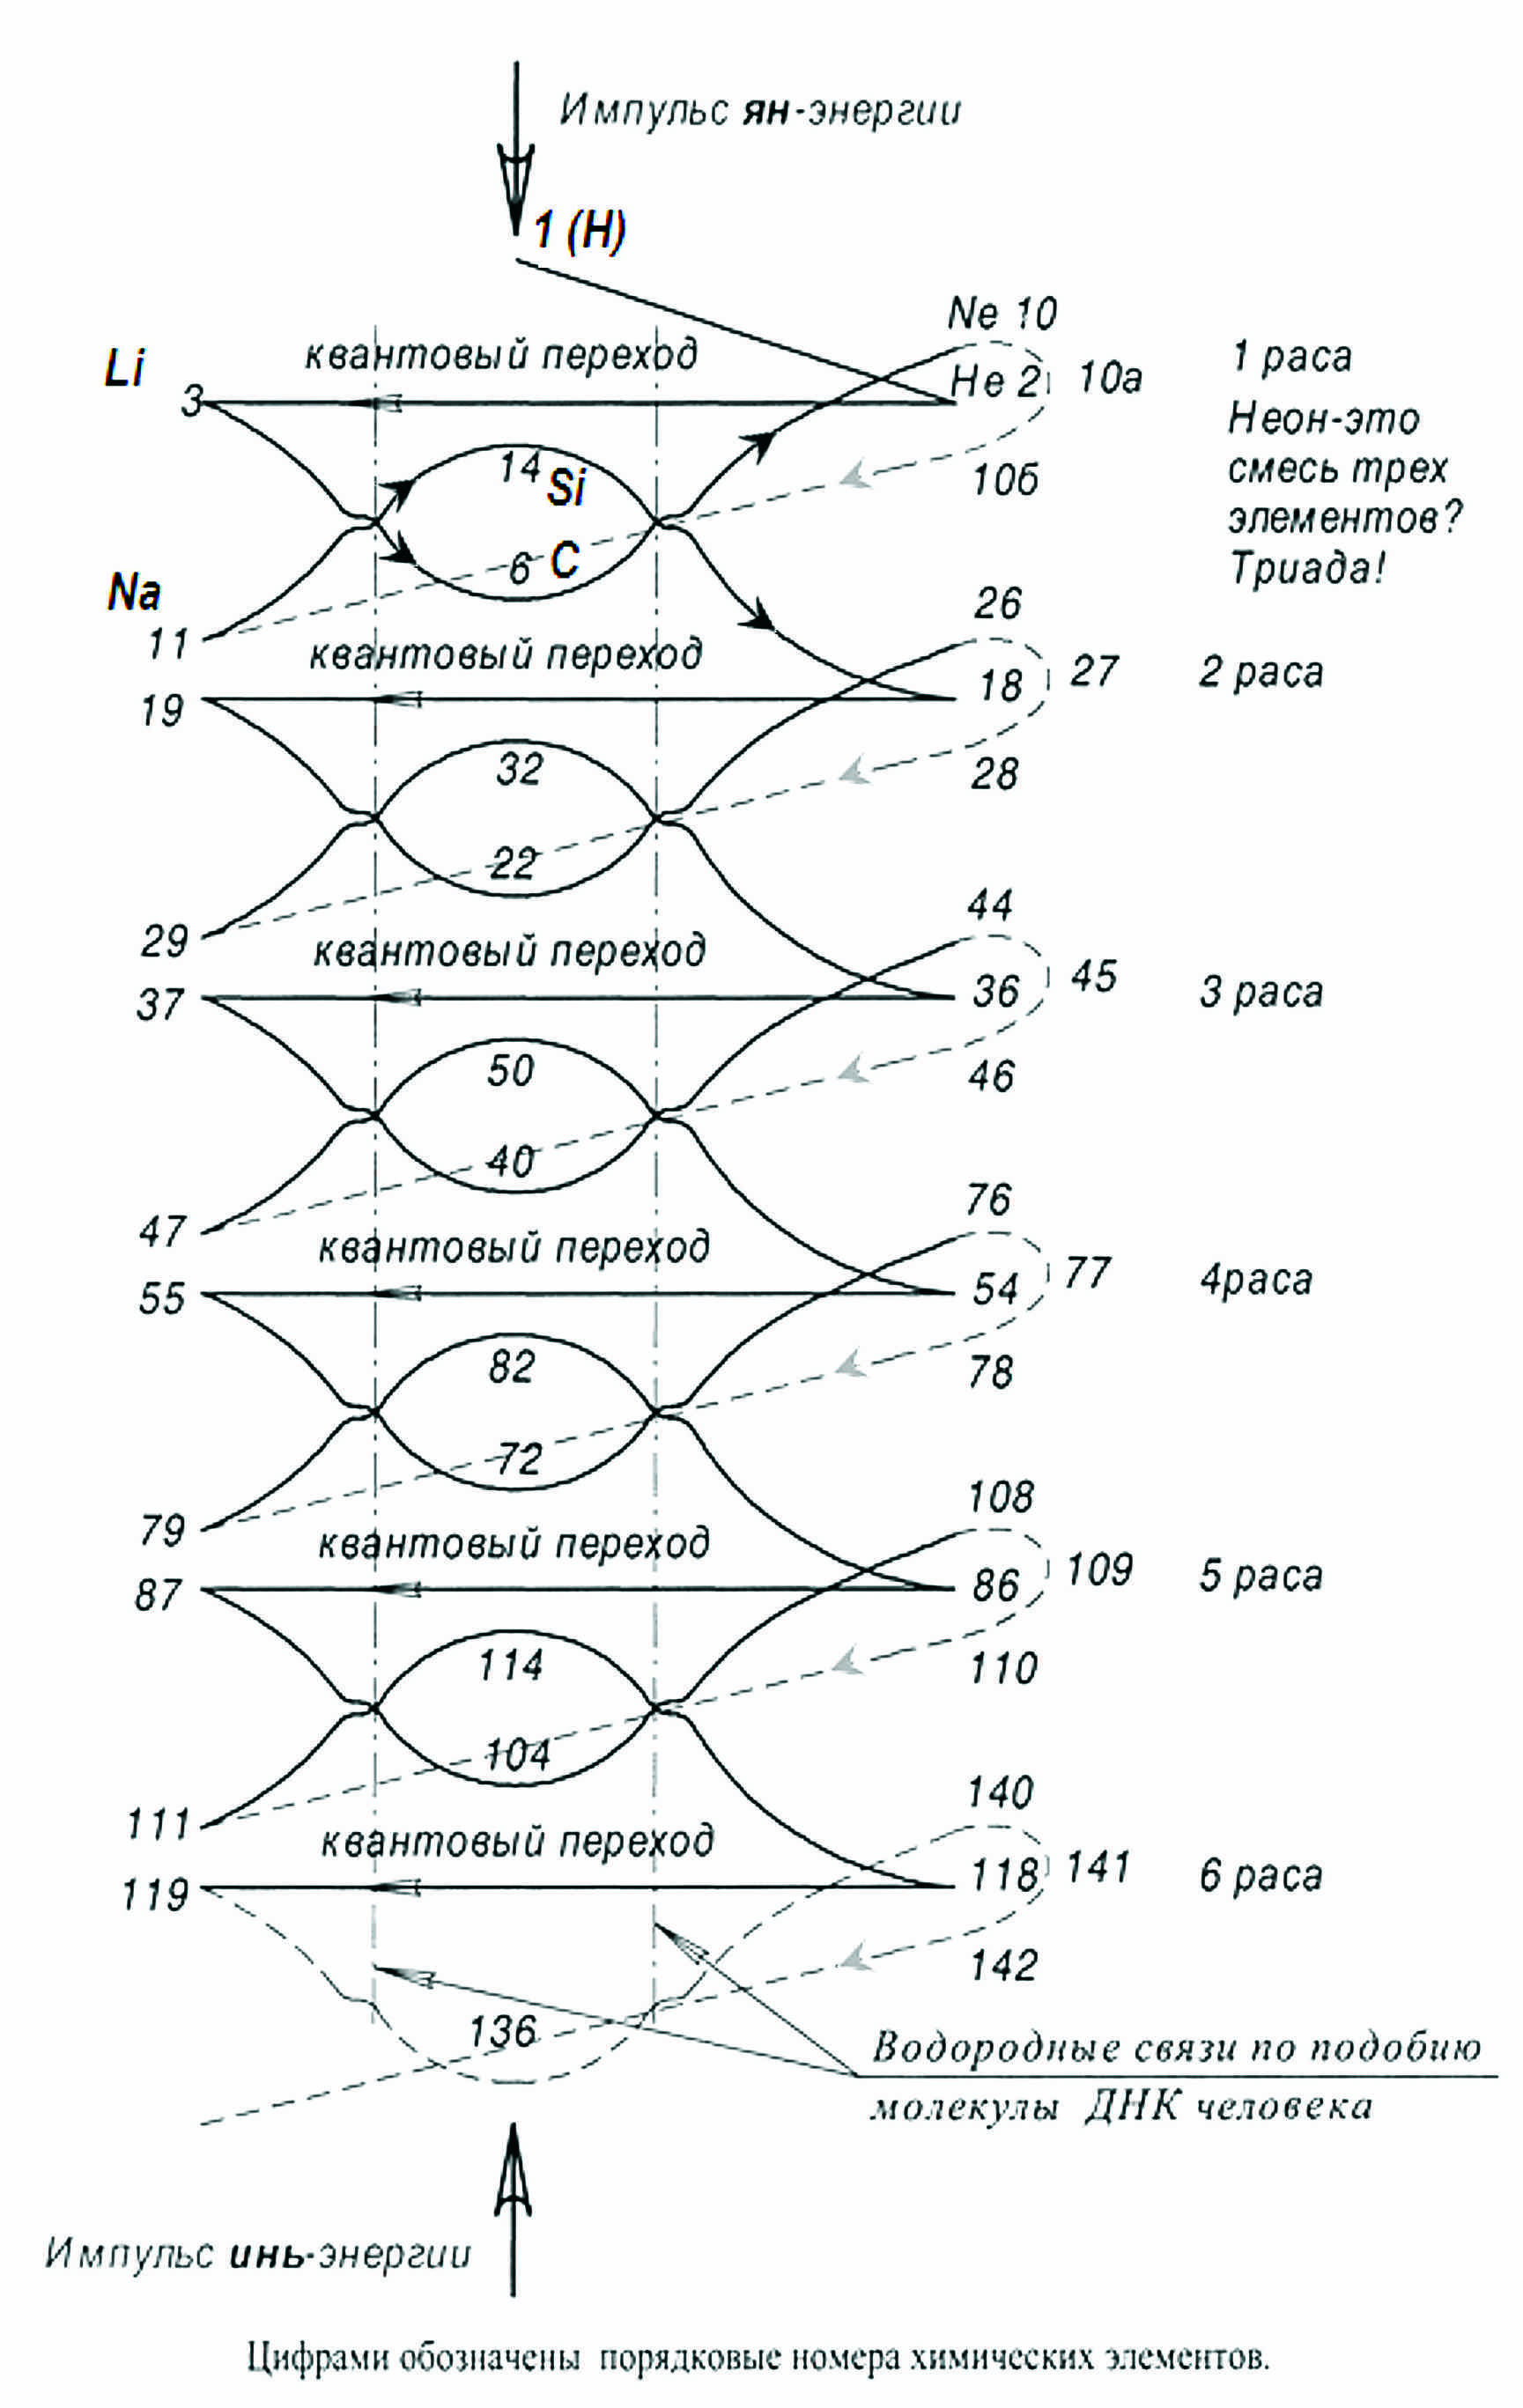 Импульс ян-энергии
1 (H)
Ne 10
Li
квантовый переход
3
He 2
10а
1 раса
Неон-это
смесь трех
элементов?
Триада!
14 Si
10б
6 C
Na
11
квантовый переход
26
19
18
27
2 раса
32
28
22
29
квантовый переход
44
37
36
45
3 раса
50
46
40
47
квантовый переход
76
55
54
77
4раса
82
78
72
79
квантовый переход
108
87
86
109
5 раса
114
110
104
111
квантовый переход
140
119
118
141
6 раса
142
136
Водородные связи по подобию
молекулы ДНК человека
Импульс инь-энергии
Цифрами обозначены порядковые номера химических элементов.